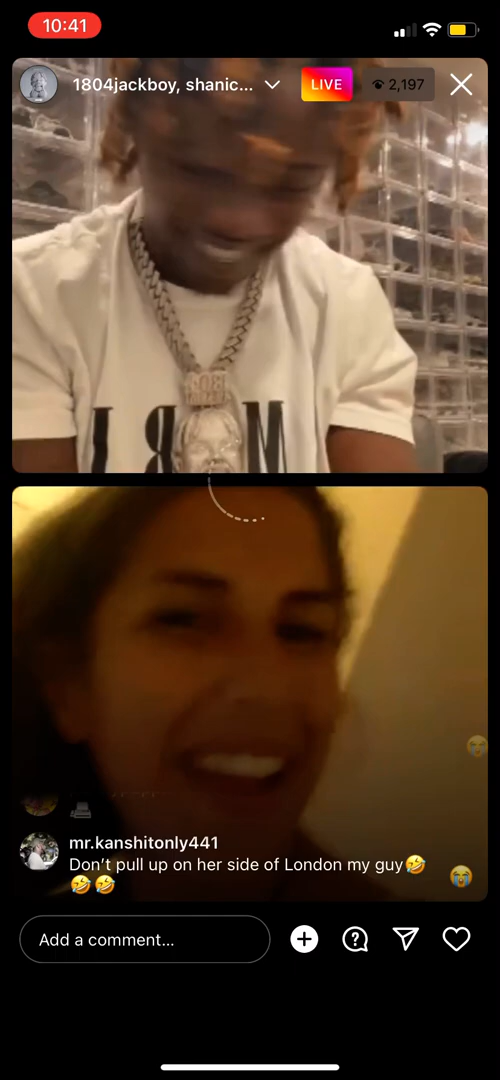 10:41
1804jackboy, shanic...
LIVE
2,197
mr.kanshitonly441
Don’t pull up on her side of London my guy🤣
🤣🤣
Add a comment...